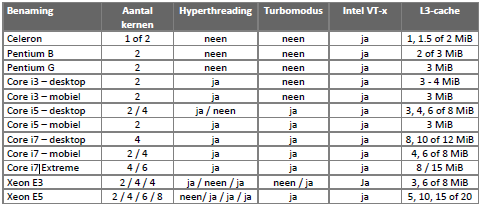 Benaming Aantal kernen Hyperthreading Turbomodus Intel VT-x L3-cache
Celeron 1 of 2 neen neen ja 1, 1.5 of 2 MiB
Pentium B 2 neen neen ja 2 of 3 MiB
Pentium G 2 neen neen ja 3 MiB
Core i3 – desktop 2 ja neen ja 3 - 4 MiB
Core i3 – mobiel 2 ja neen ja 3 MiB
Core i5 – desktop 2 / 4 ja / neen ja ja 3, 4, 6 of 8 MiB
Core i5 – mobiel 2 ja ja ja 3 MiB
Core i7 – desktop 4 ja ja ja 8, 10 of 12 MiB
Core i7 – mobiel 2 / 4 ja ja ja 4, 6 of 8 MiB
Core i7 Extreme 4 / 6 ja ja ja 8 / 15 MiB
Xeon E3 2 / 4 / 4 ja / neen / ja neen / ja Ja 3, 6 of 8 MiB
Xeon E5 2 / 4 / 6 / 8 neen/ ja / ja / ja ja ja 5, 10, 15 of 20